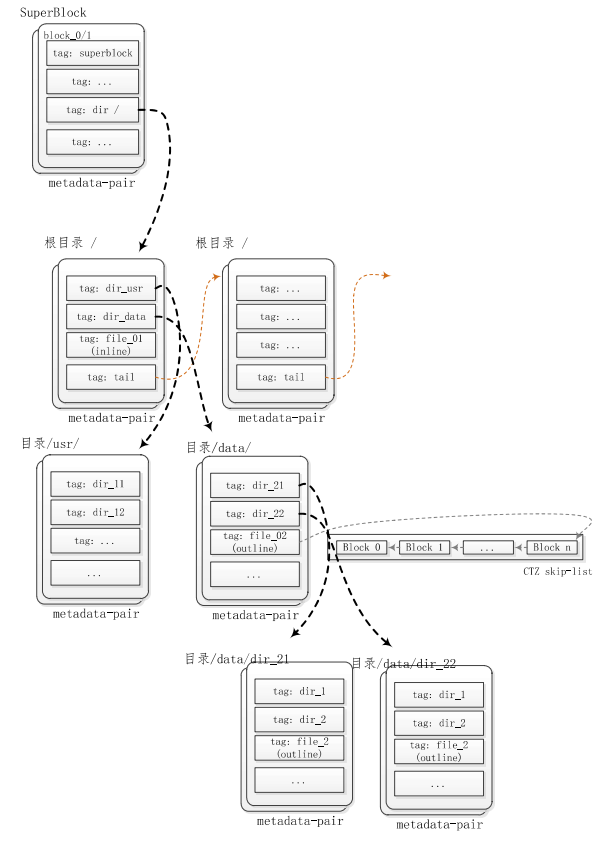 SuperBlock
block_0/1
tag: superblock
tag: ...
tag: dir /
tag: ...
metadata-pair
根目录 /
tag: dir_usr
tag: dir_data
tag: file_01
(inline)
tag: tail
metadata-pair
根目录 /
tag: ...
tag: ...
tag: ...
tag: tail
metadata-pair
目录/usr/
tag: dir_11
tag: dir_12
tag: ...
...
metadata-pair
目录/data/
tag: dir_21
tag: dir_22
tag: file_02
(outline)
...
metadata-pair
Block 0
Block 1
...
Block n
CTZ skip-list
目录/data/dir_21
tag: dir_1
tag: dir_2
tag: file_2
(outline)
...
metadata-pair
目录/data/dir_22
tag: dir_1
tag: dir_2
tag: file_2
(outline)
...
metadata-pair